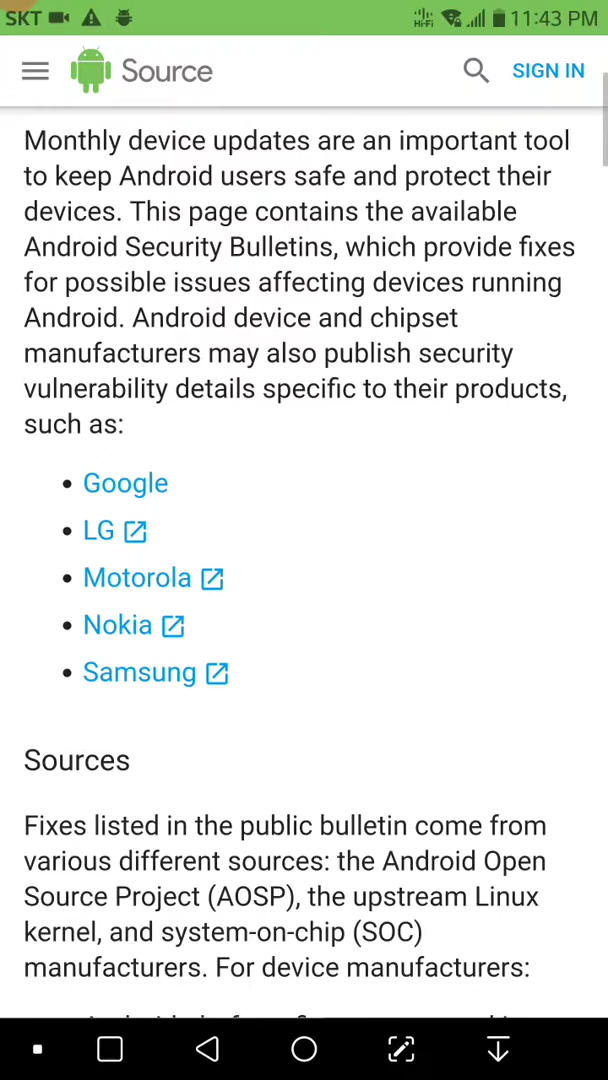 SKT Hi-Fi 11:43 PM
Source SIGN IN
Monthly device updates are an important tool
to keep Android users safe and protect their
devices. This page contains the available
Android Security Bulletins, which provide fixes
for possible issues affecting devices running
Android. Android device and chipset
manufacturers may also publish security
vulnerability details specific to their products,
such as:
• Google
• LG
• Motorola
• Nokia
• Samsung
Sources
Fixes listed in the public bulletin come from
various different sources: the Android Open
Source Project (AOSP), the upstream Linux
kernel, and system-on-chip (SOC)
manufacturers. For device manufacturers: